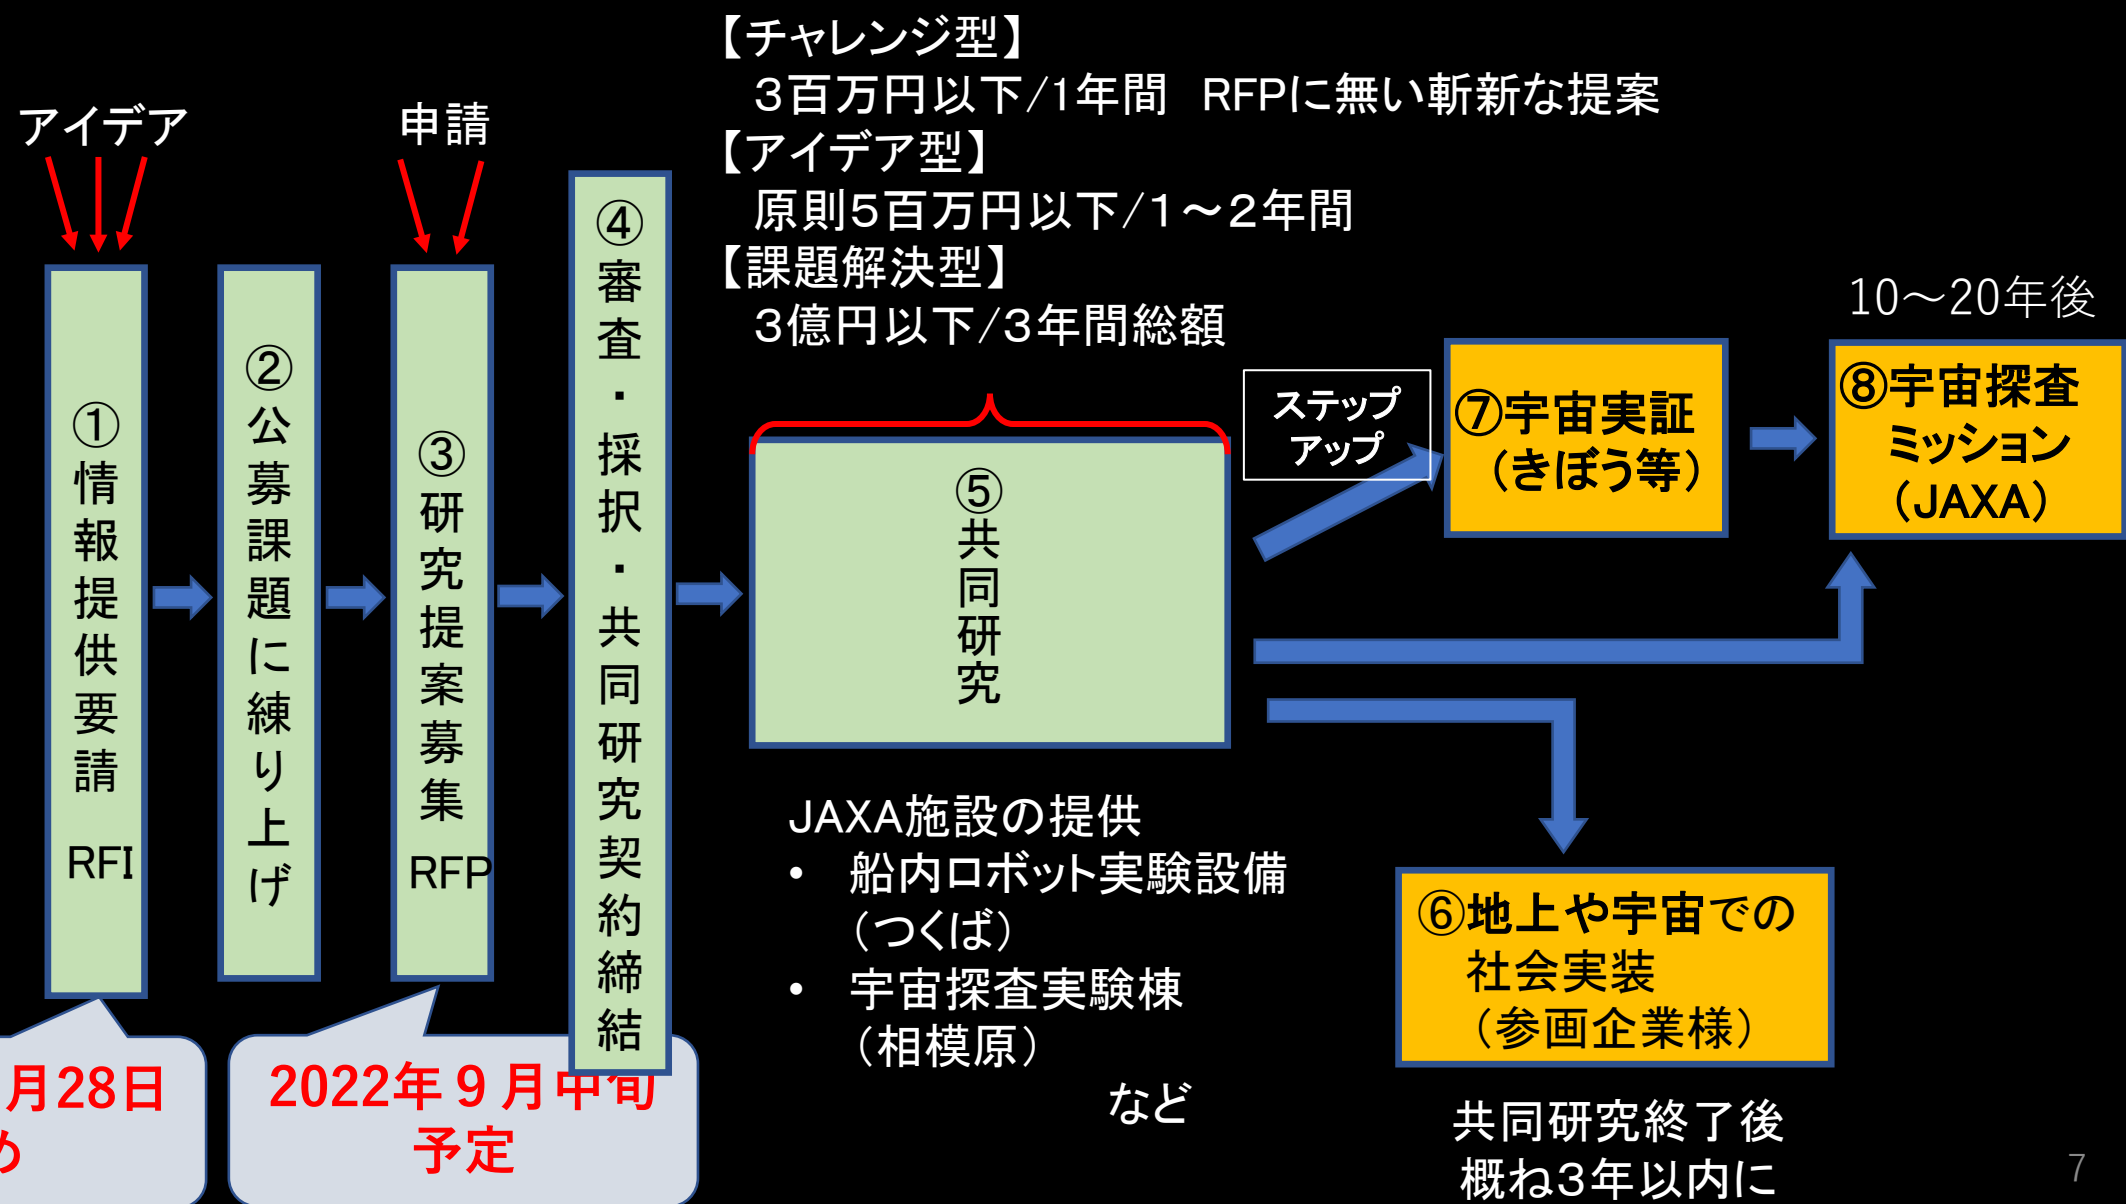 【チャレンジ型】
3百万円以下/1年間　RFPに無い斬新な提案
【アイデア型】
原則5百万円以下/1～2年間
【課題解決型】
3億円以下/3年間総額
アイデア
申請
①情報提供要請 RFI
②公募課題に練り上げ
③研究提案募集 RFP
④審査・採択・共同研究契約締結
⑤共同研究
ステップ
アップ
⑦宇宙実証
（きぼう等）
10～20年後
⑧宇宙探査
ミッション
（JAXA）
⑥地上や宇宙での
社会実装
（参画企業様）
共同研究終了後
概ね3年以内に
JAXA施設の提供
• 船内ロボット実験設備
（つくば）
• 宇宙探査実験棟
（相模原）
など
月28日
め
2022年９月中旬
予定
7